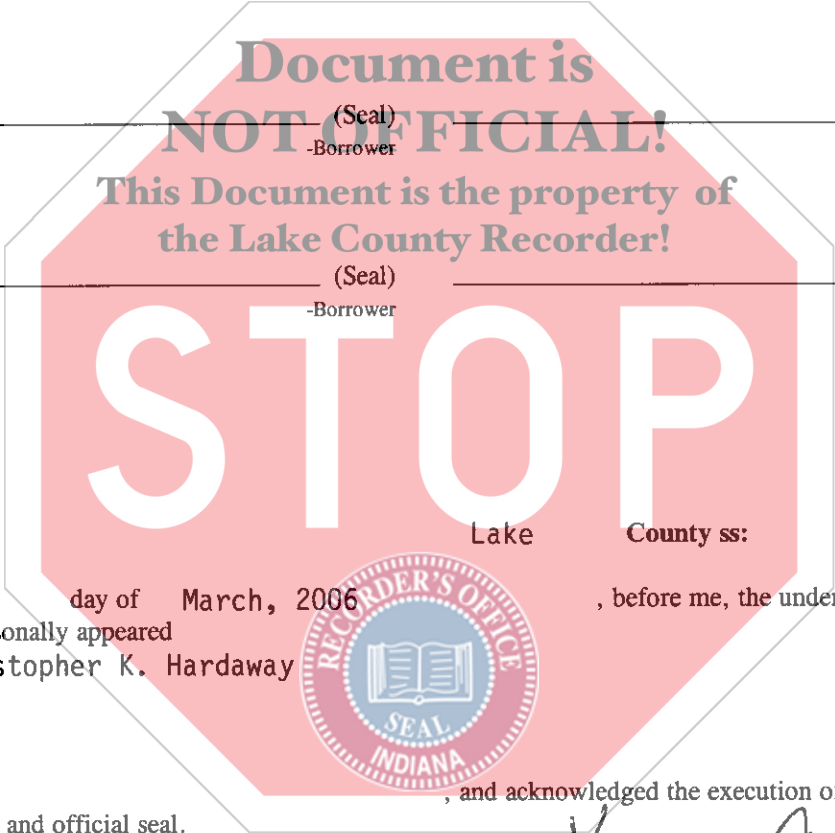 Document is
(Seal)
NOT OFFICIAL!
-Borrower
This Document is the property of
the Lake County Recorder!
(Seal)
-Borrower
STOP
Lake County ss:
day of March, 2006 , before me, the under
onally appeared
stopher K. Hardaway
RECORDER'S OFFICE
SEAL
INDIANA
, and acknowledged the execution o
and official seal.